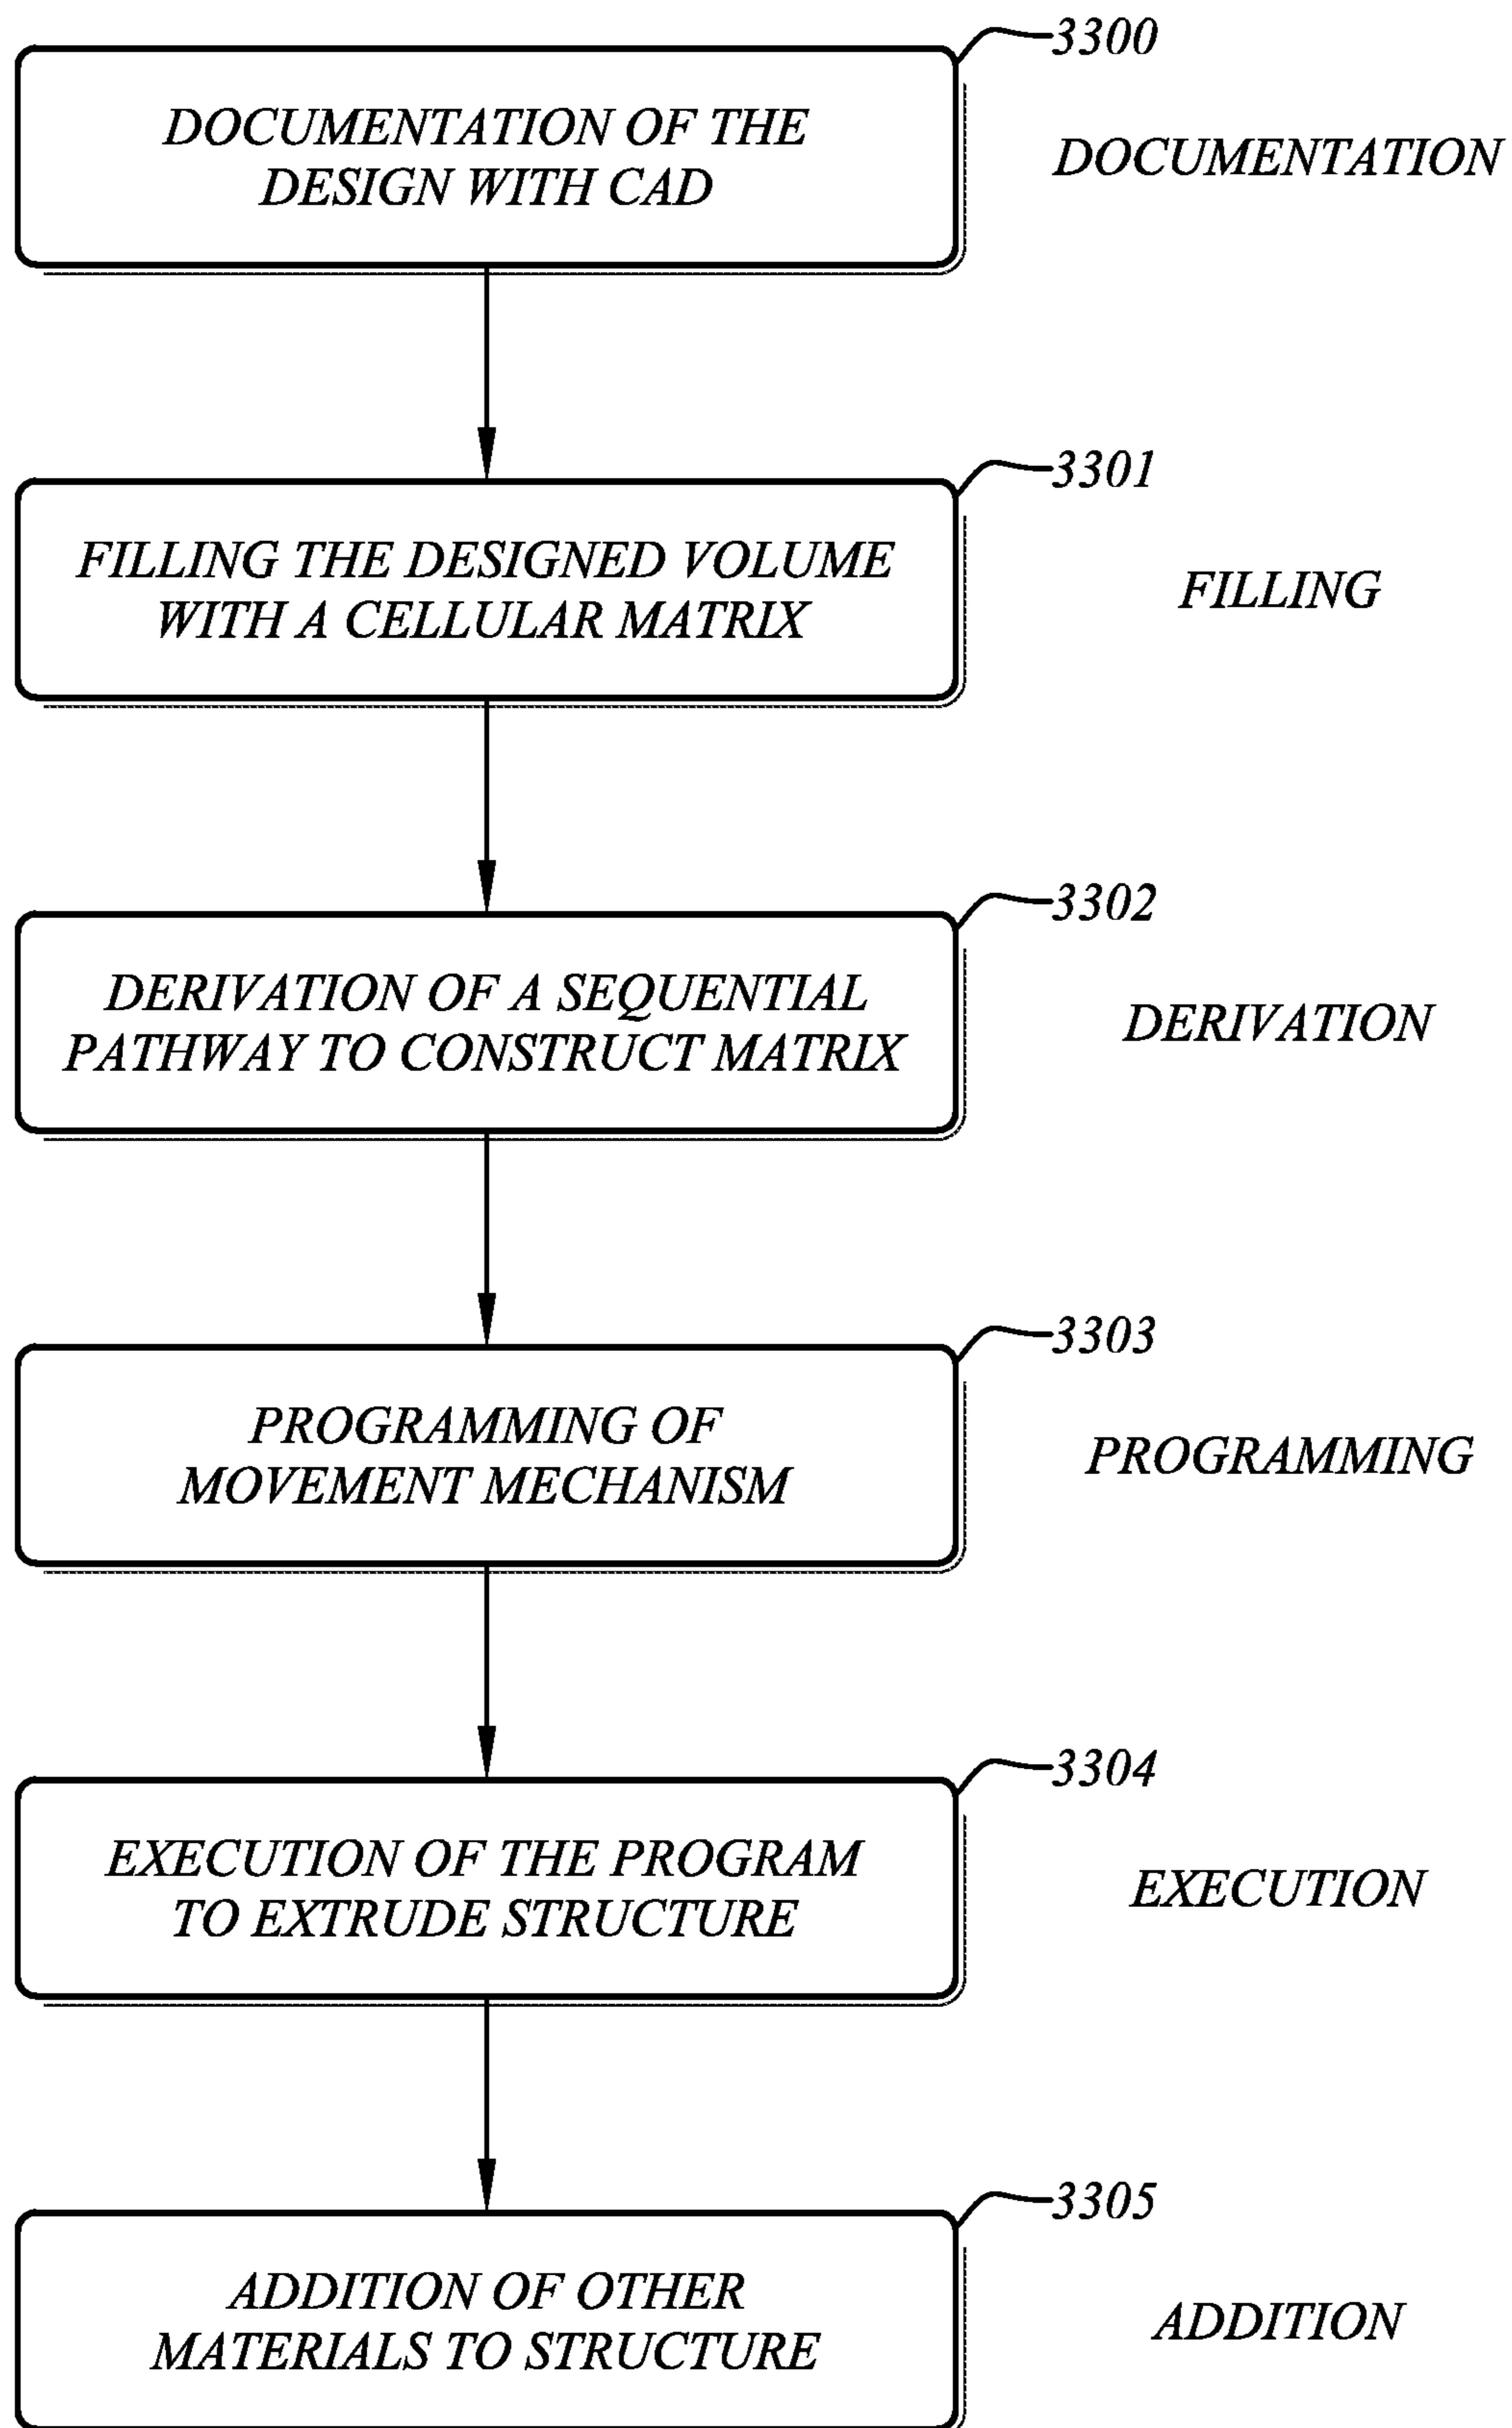 3300
DOCUMENTATION OF THE
DESIGN WITH CAD
DOCUMENTATION
3301
FILLING THE DESIGNED VOLUME
WITH A CELLULAR MATRIX
FILLING
3302
DERIVATION OF A SEQUENTIAL
PATHWAY TO CONSTRUCT MATRIX
DERIVATION
3303
PROGRAMMING OF
MOVEMENT MECHANISM
PROGRAMMING
3304
EXECUTION OF THE PROGRAM
TO EXTRUDE STRUCTURE
EXECUTION
3305
ADDITION OF OTHER
MATERIALS TO STRUCTURE
ADDITION